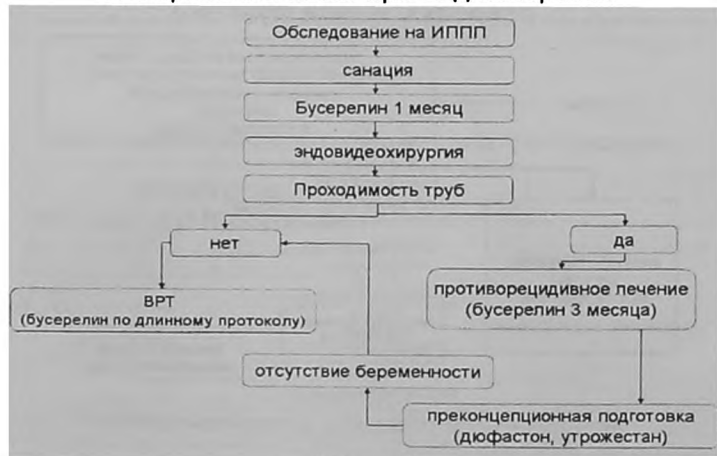 Обследование на ИППП
санация
Бусерелин 1 месяц
эндовидеохирургия
Проходимость труб
нет
да
противорецидивное лечение
(бусерелин 3 месяца)
ВРТ
(бусерелин по длинному протоколу)
отсутствие беременности
преконцепционная подготовка
(дюфастон, утрожестан)